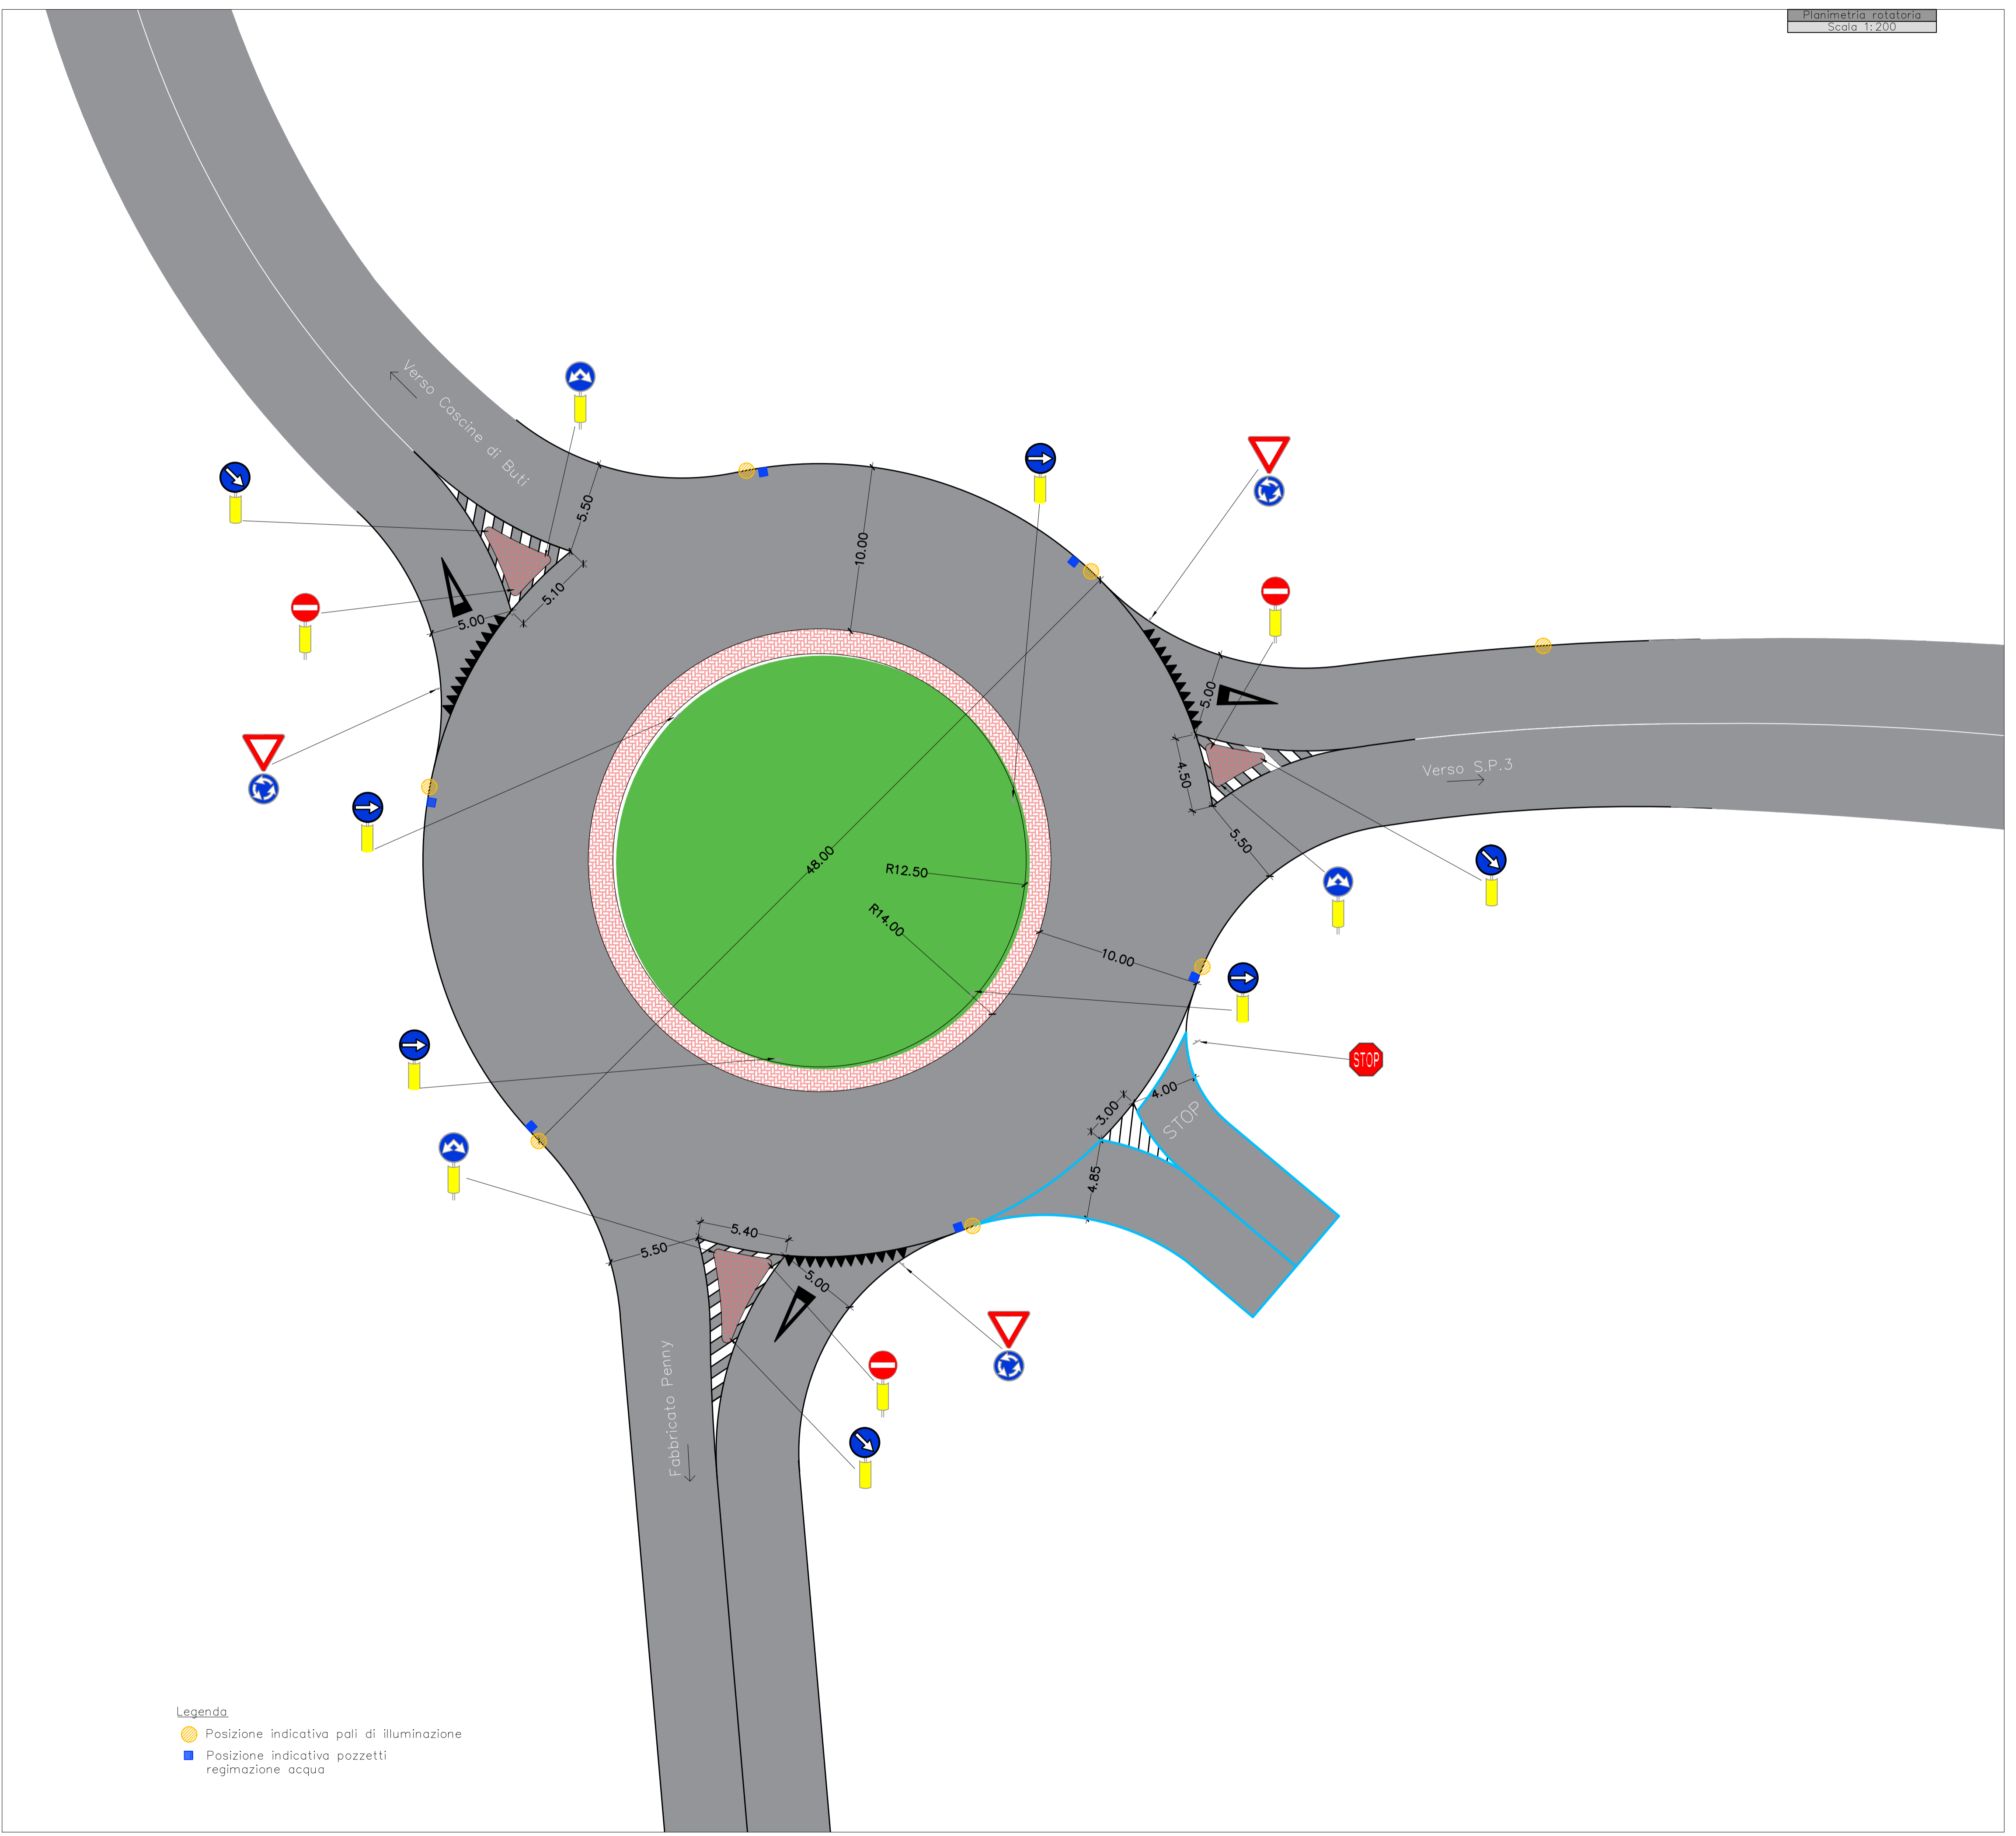 Planimetria rotatoria
Scala 1:200
Verso Cascine di Buti
5.50
10.00
5.10
5.00
5.00
4.50
Verso S.P.3
5.50
48.00
R12.50
R14.00
10.00
STOP
4.00
3.00
STOP
4.85
5.40
5.50
5.00
Fabbricato Penny
Legenda
Posizione indicativa pali di illuminazione
Posizione indicativa pozzetti
regimazione acqua